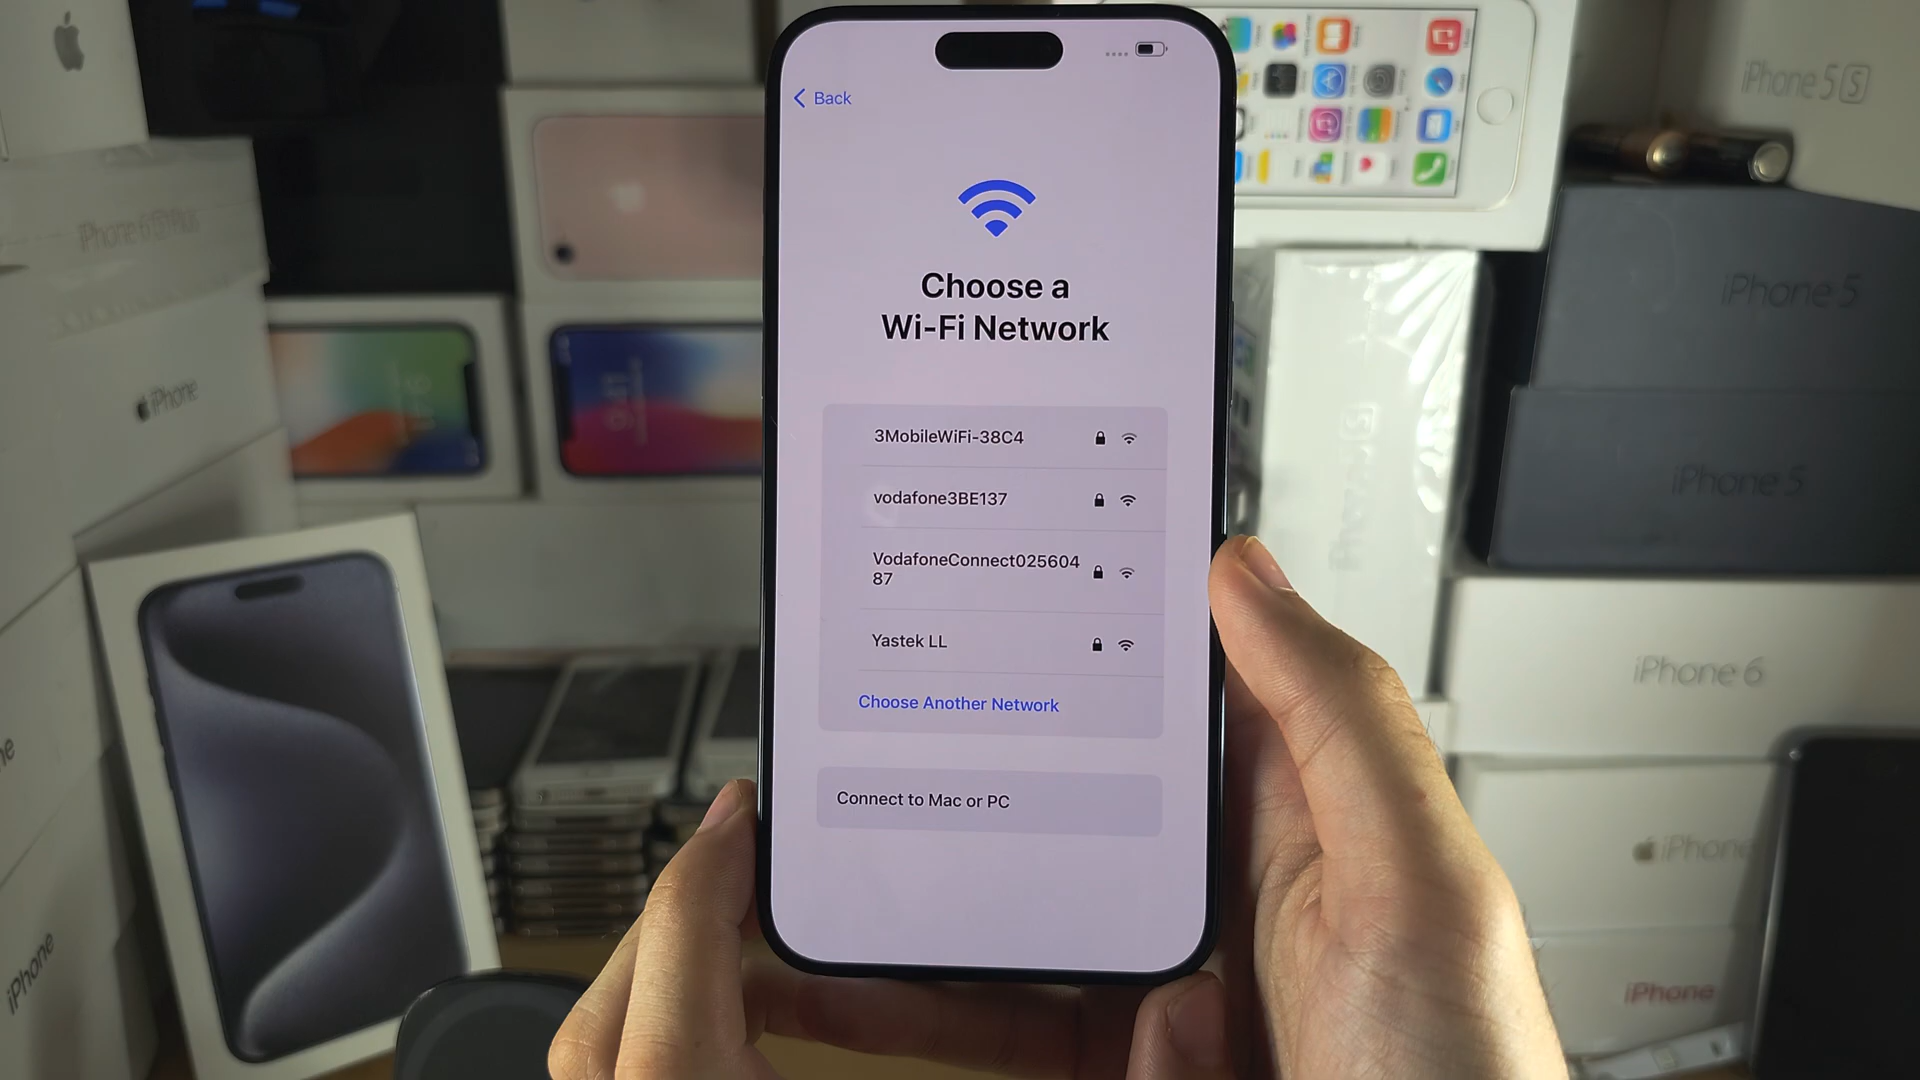 Back
Choose a
Wi-Fi Network
3MobileWiFi-38C4
vodafone3BE137
VodafoneConnect025604
87
Yastek LL
Choose Another Network
Connect to Mac or PC
iPhone 5S
iPhone 5
iPhone 5
iPhone 6
iPhone
iPhone
iPhone
iPhone